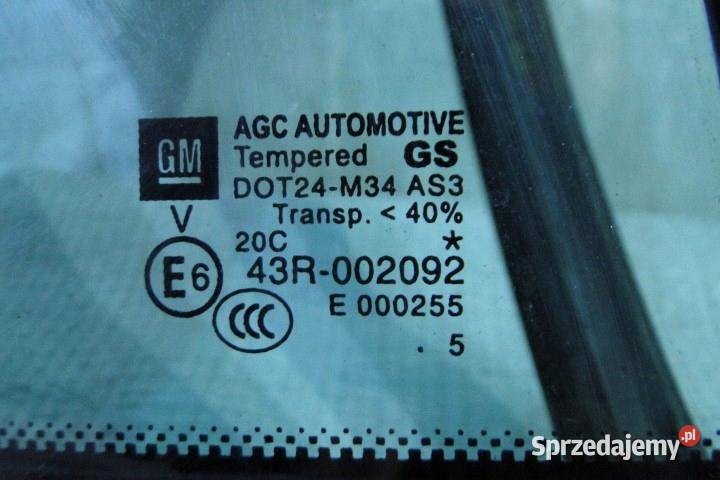 GM
AGC AUTOMOTIVE
Tempered GS
DOT24-M34 AS3
V
Transp. < 40%
20C *
E6
43R-002092
CCC
E 000255
. 5
Sprzedajemy.pl